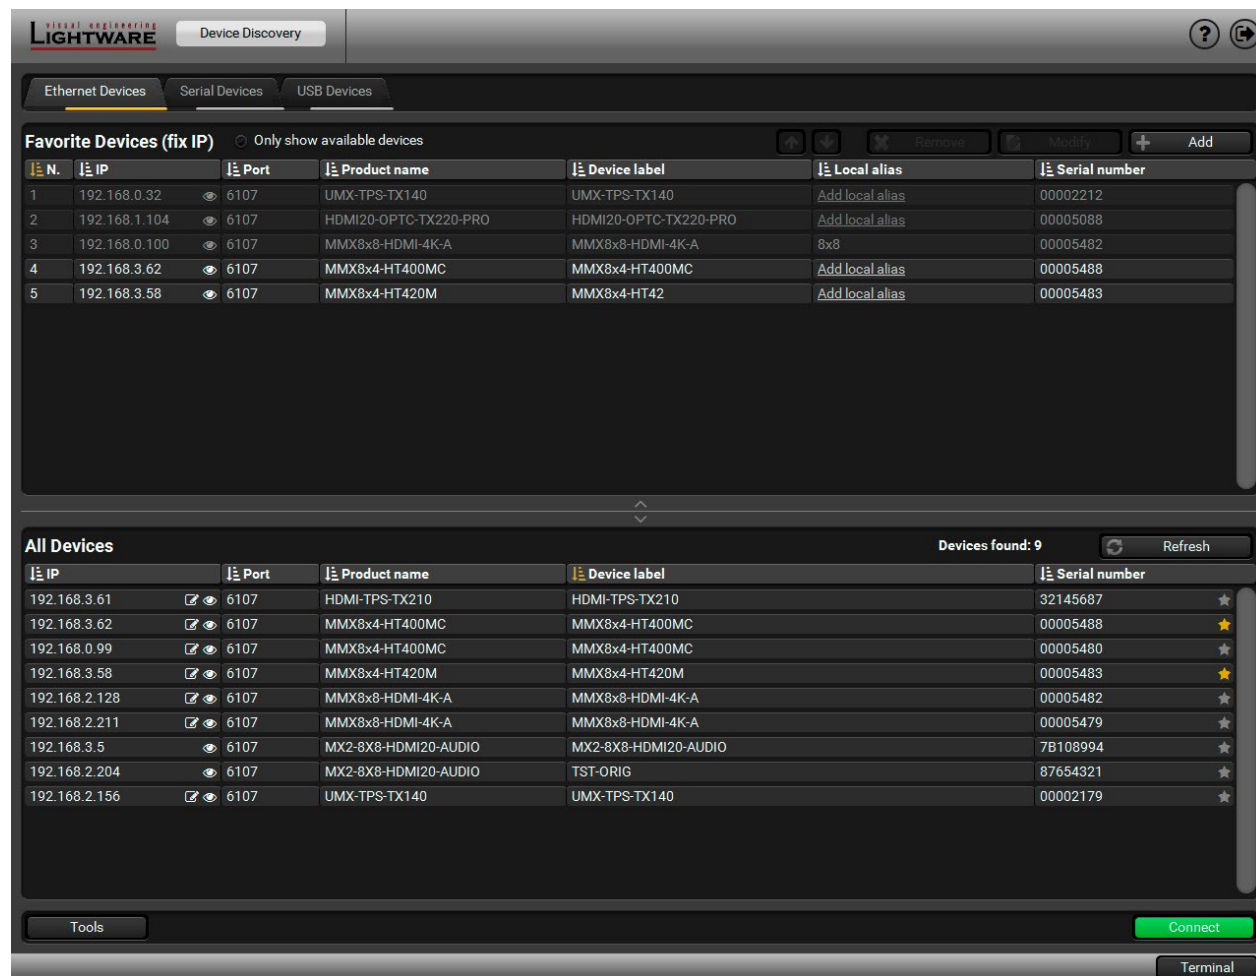 visual engineering
LIGHTWARE
Device Discovery
?
Ethernet Devices Serial Devices USB Devices
Favorite Devices (fix IP) Only show available devices Remove Modify Add
N. IP Port Product name Device label Local alias Serial number
1 192.168.0.32 6107 UMX-TPS-TX140 UMX-TPS-TX140 Add local alias 00002212
2 192.168.1.104 6107 HDMI20-OPTC-TX220-PRO HDMI20-OPTC-TX220-PRO Add local alias 00005088
3 192.168.0.100 6107 MMX8x8-HDMI-4K-A MMX8x8-HDMI-4K-A 8x8 00005482
4 192.168.3.62 6107 MMX8x4-HT400MC MMX8x4-HT400MC Add local alias 00005488
5 192.168.3.58 6107 MMX8x4-HT420M MMX8x4-HT42 Add local alias 00005483
All Devices Devices found: 9 Refresh
IP Port Product name Device label Serial number
192.168.3.61 6107 HDMI-TPS-TX210 HDMI-TPS-TX210 32145687
192.168.3.62 6107 MMX8x4-HT400MC MMX8x4-HT400MC 00005488
192.168.0.99 6107 MMX8x4-HT400MC MMX8x4-HT400MC 00005480
192.168.3.58 6107 MMX8x4-HT420M MMX8x4-HT420M 00005483
192.168.2.128 6107 MMX8x8-HDMI-4K-A MMX8x8-HDMI-4K-A 00005482
192.168.2.211 6107 MMX8x8-HDMI-4K-A MMX8x8-HDMI-4K-A 00005479
192.168.3.5 6107 MX2-8X8-HDMI20-AUDIO MX2-8X8-HDMI20-AUDIO 7B108994
192.168.2.204 6107 MX2-8X8-HDMI20-AUDIO TST-ORIG 87654321
192.168.2.156 6107 UMX-TPS-TX140 UMX-TPS-TX140 00002179
Tools Connect
Terminal